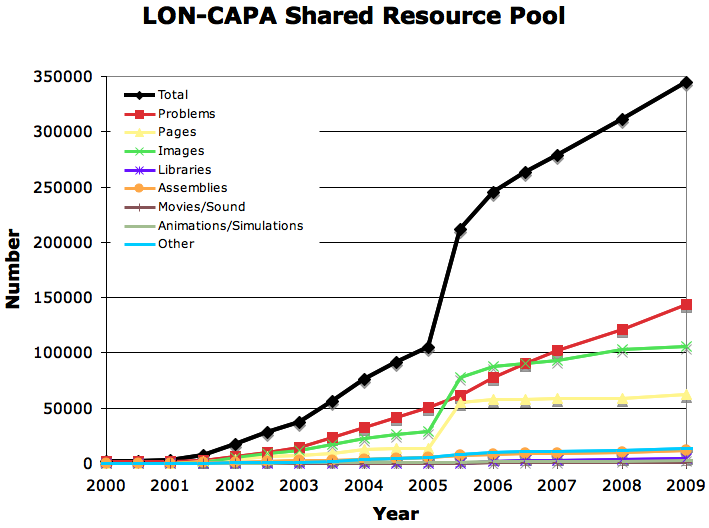 LON-CAPA Shared Resource Pool
350000
300000
250000
200000
150000
100000
50000
0
Number
Total
Problems
Pages
Images
Libraries
Assemblies
Movies/Sound
Animations/Simulations
Other
2000 2001 2002 2003 2004 2005 2006 2007 2008 2009
Year